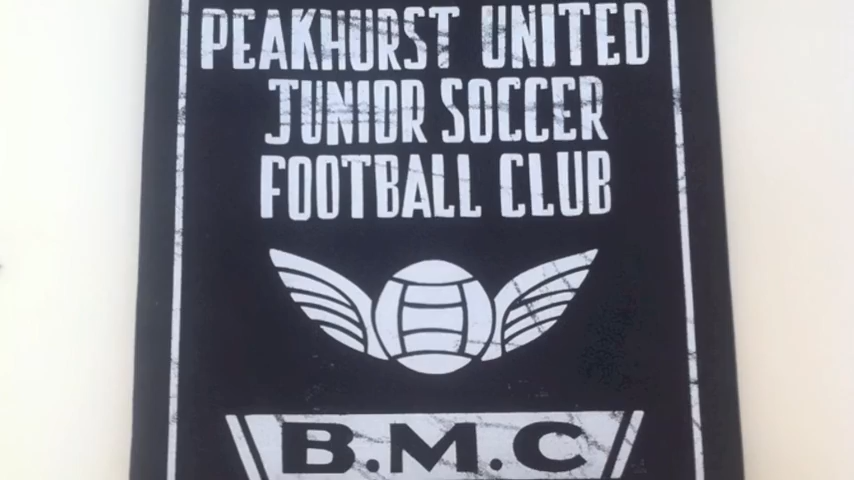 PEAKHURST UNITED
JUNIOR SOCCER
FOOTBALL CLUB
B.M.C